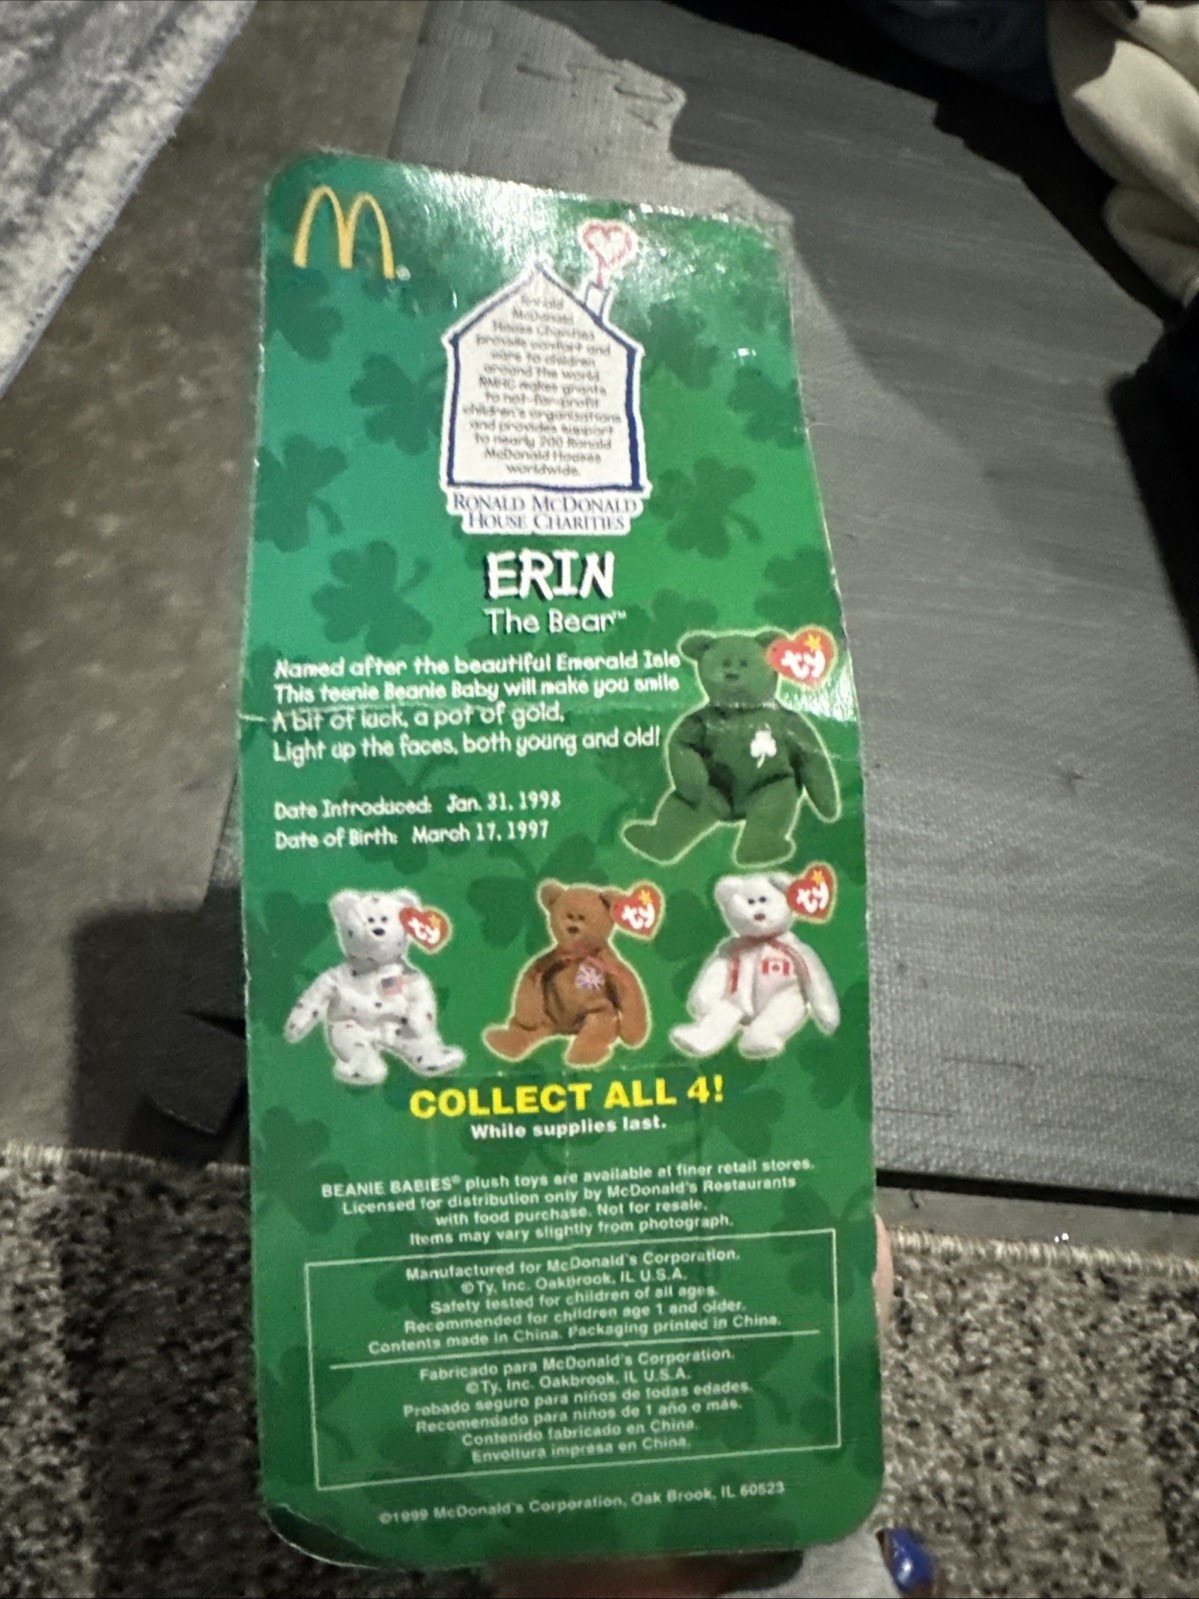 M
Ronald
McDonald
House Charities
provide comfort and
care to children
around the world.
RMHC makes grants
to not-for-profit
children's organizations
and provides support
to nearly 200 Ronald
McDonald Houses
worldwide.
RONALD MCDONALD
HOUSE CHARITIES
ERIN
The Bear™
Named after the beautiful Emerald Isle
This teenie Beanie Baby will make you smile
A bit of luck, a pot of gold,
Light up the faces, both young and old!
ty
Date Introduced: Jan. 31, 1998
Date of Birth: March 17, 1997
ty
ty
ty
COLLECT ALL 4!
While supplies last.
BEANIE BABIES® plush toys are available at finer retail stores.
Licensed for distribution only by McDonald's Restaurants
with food purchase. Not for resale.
Items may vary slightly from photograph.
Manufactured for McDonald's Corporation.
©Ty, Inc. Oakbrook, IL U.S.A.
Safety tested for children of all ages.
Recommended for children age 1 and older.
Contents made in China. Packaging printed in China.
Fabricado para McDonald's Corporation.
©Ty, Inc. Oakbrook, IL U.S.A.
Probado seguro para niños de todas edades.
Recomendado para niños de 1 año o más.
Contenido fabricado en China.
Envoltura impresa en China.
©1999 McDonald's Corporation, Oak Brook, IL 60523